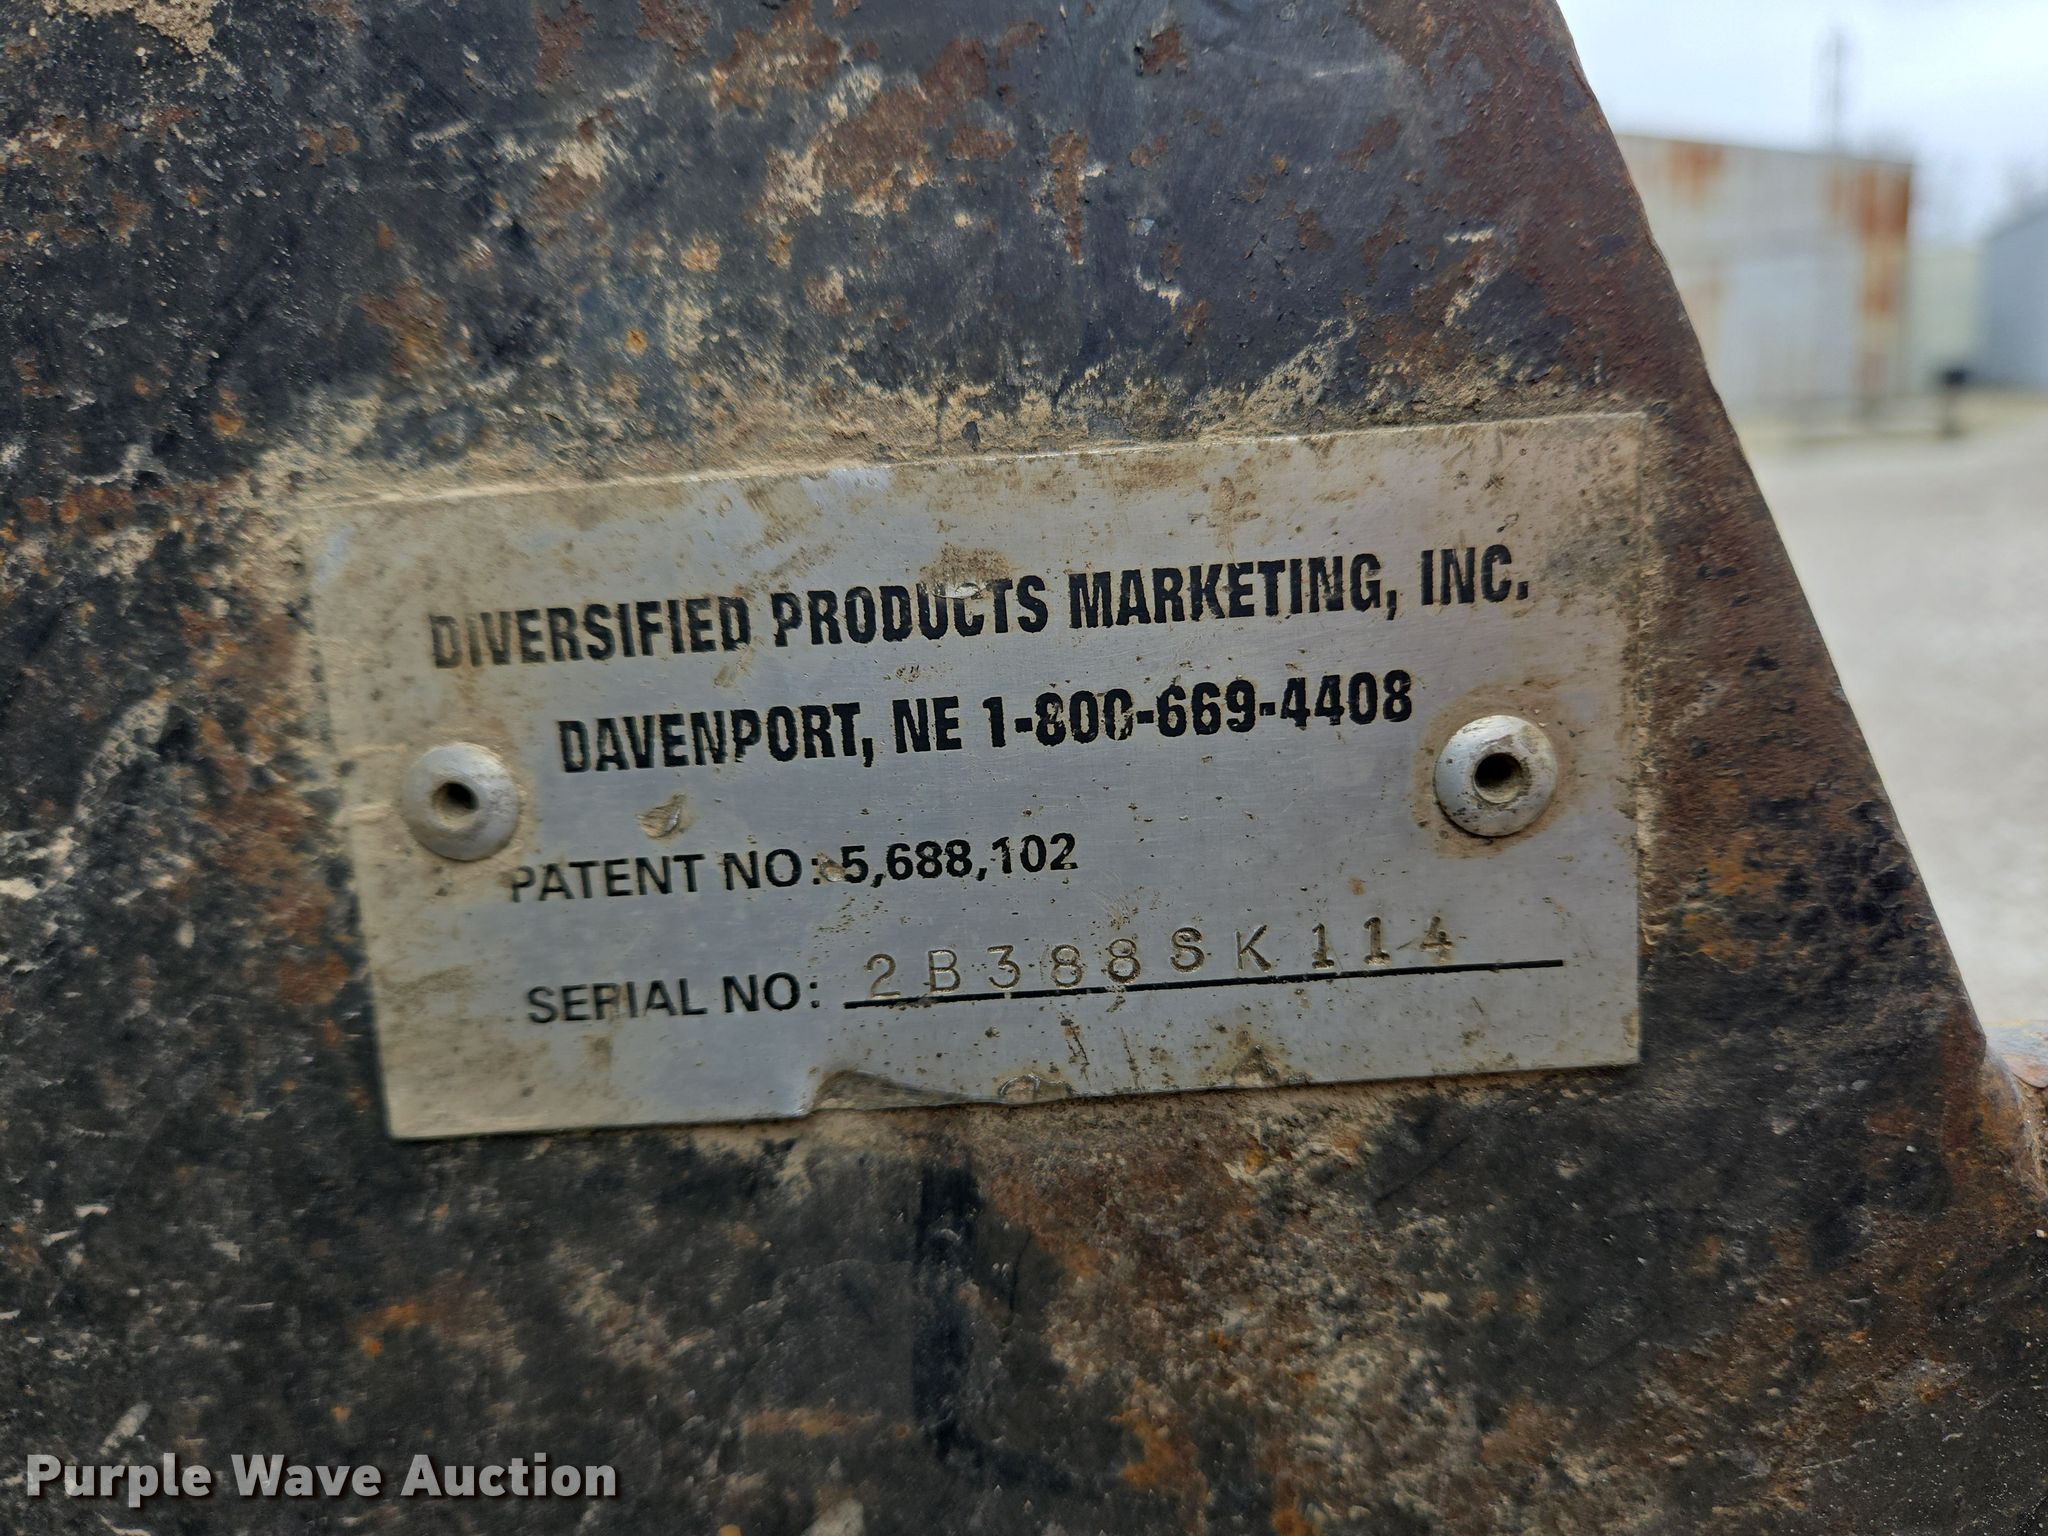 DIVERSIFIED PRODUCTS MARKETING, INC.
DAVENPORT, NE 1-800-669-4408
PATENT NO: 5,688,102
SERIAL NO: 2B388SK114
Purple Wave Auction